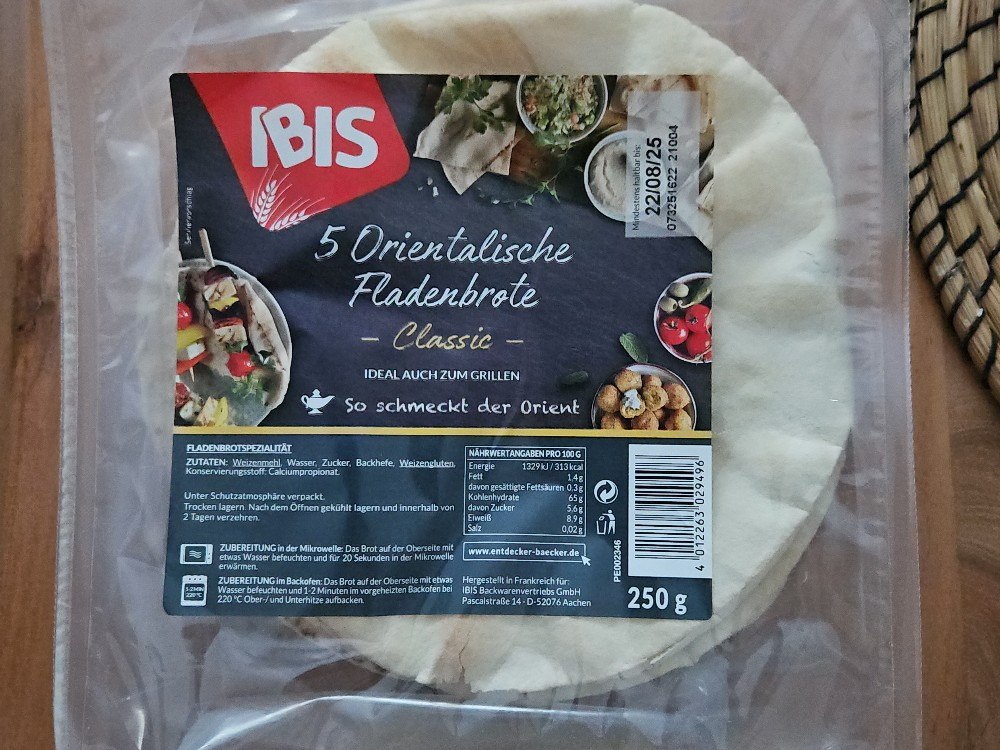 IBIS
Mindestens haltbar bis:
22/08/25
073251622 21004
Serviervorschlag
5 Orientalische
Fladenbrote
– Classic –
IDEAL AUCH ZUM GRILLEN
So schmeckt der Orient
FLADENBROTSPEZIALITÄT
ZUTATEN: Weizenmehl, Wasser, Zucker, Backhefe, Weizengluten,
Konservierungsstoff: Calciumpropionat.
Unter Schutzatmosphäre verpackt.
Trocken lagern. Nach dem Öffnen gekühlt lagern und innerhalb von
2 Tagen verzehren.
ZUBEREITUNG in der Mikrowelle: Das Brot auf der Oberseite mit
etwas Wasser befeuchten und für 20 Sekunden in der Mikrowelle
erwärmen.
1-2 MIN
220 °C
ZUBEREITUNG im Backofen: Das Brot auf der Oberseite mit etwas
Wasser befeuchten und 1-2 Minuten im vorgeheizten Backofen bei
220 °C Ober-/ und Unterhitze aufbacken.
NÄHRWERTANGABEN PRO 100 G
Energie 1329 kJ / 313 kcal
Fett 1,4 g
davon gesättigte Fettsäuren 0,3 g
Kohlenhydrate 65 g
davon Zucker 5,6 g
Eiweiß 8,9 g
Salz 0,02 g
www.entdecker-baecker.de
Hergestellt in Frankreich für:
IBIS Backwarenvertriebs GmbH
Pascalstraße 14 - D-52076 Aachen
PE002346
4 012263 029496
250 g